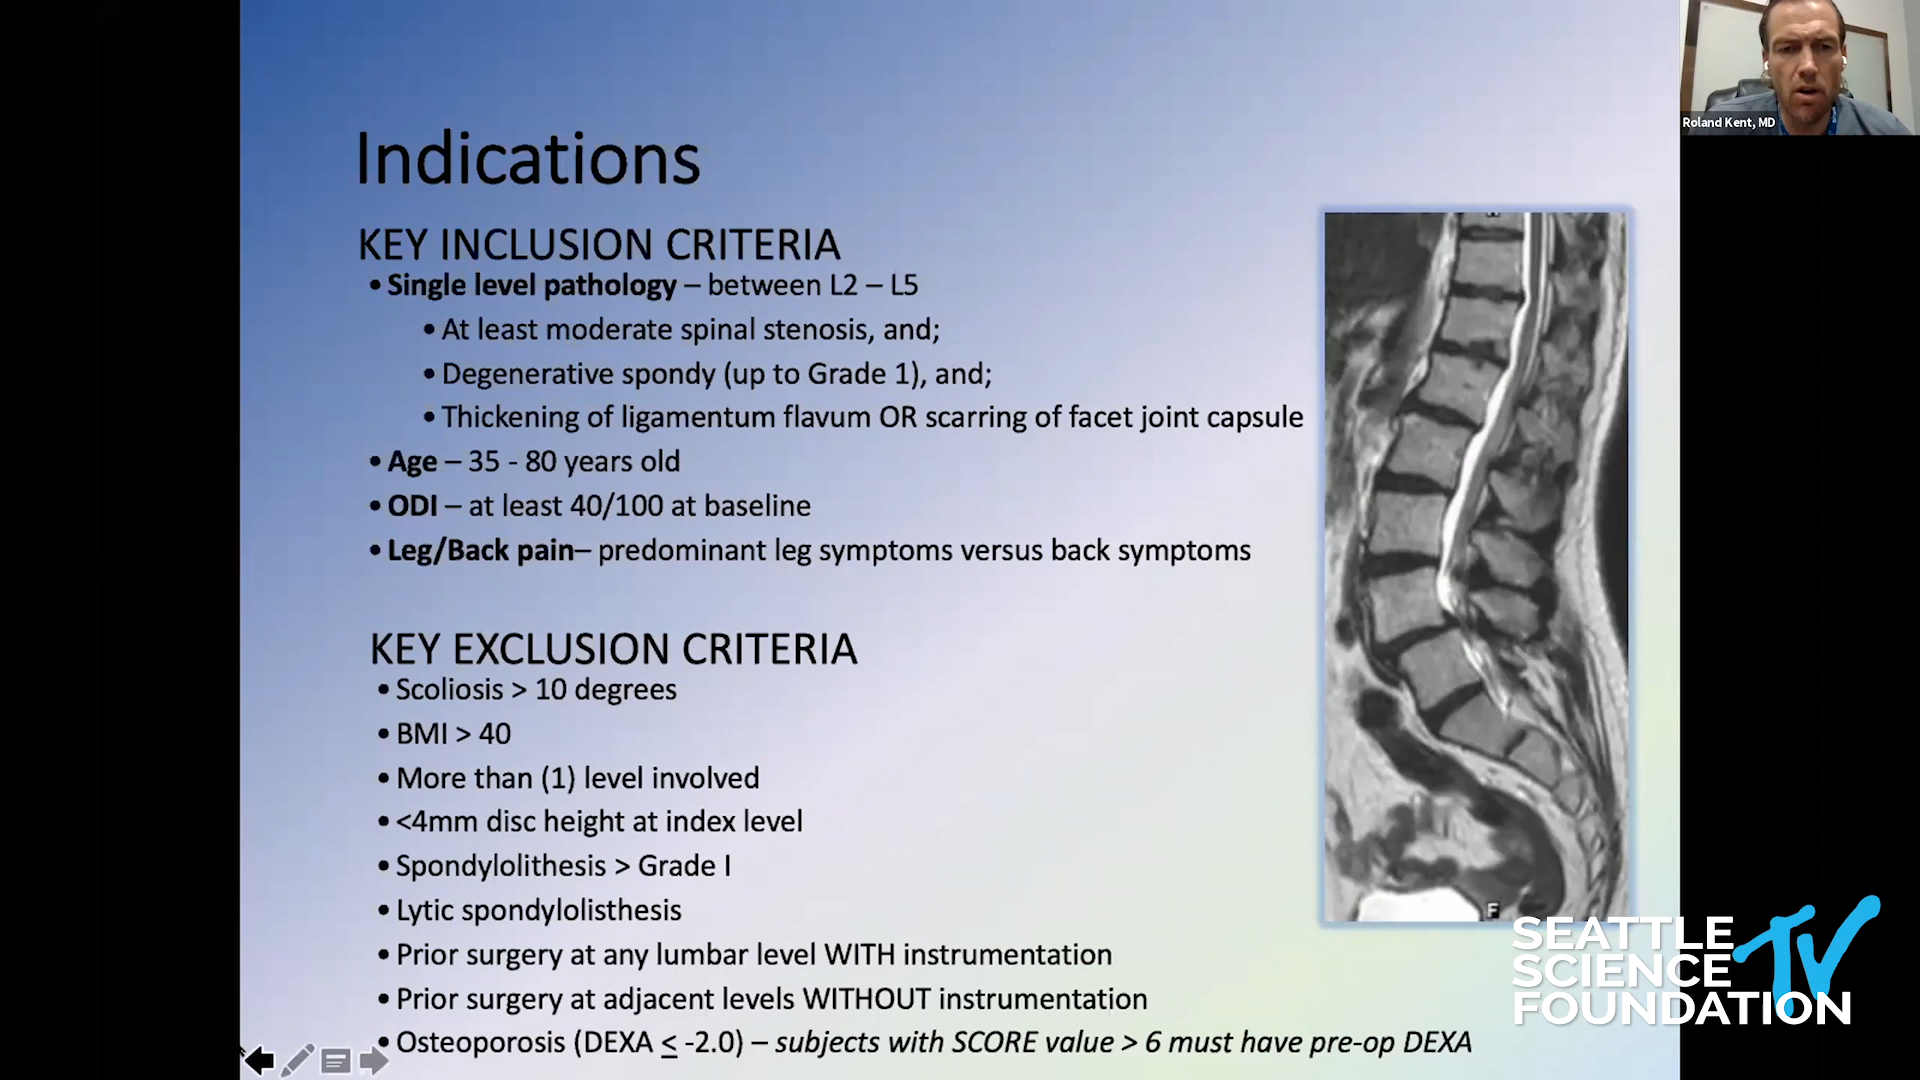 Roland Kent, MD
Indications
KEY INCLUSION CRITERIA
• Single level pathology – between L2 – L5
• At least moderate spinal stenosis, and;
• Degenerative spondy (up to Grade 1), and;
• Thickening of ligamentum flavum OR scarring of facet joint capsule
• Age – 35 - 80 years old
• ODI – at least 40/100 at baseline
• Leg/Back pain– predominant leg symptoms versus back symptoms
KEY EXCLUSION CRITERIA
• Scoliosis > 10 degrees
• BMI > 40
• More than (1) level involved
• <4mm disc height at index level
• Spondylolithesis > Grade I
• Lytic spondylolisthesis
• Prior surgery at any lumbar level WITH instrumentation
• Prior surgery at adjacent levels WITHOUT instrumentation
• Osteoporosis (DEXA ≤ -2.0) – subjects with SCORE value > 6 must have pre-op DEXA
F
SEATTLE
SCIENCE TV
FOUNDATION